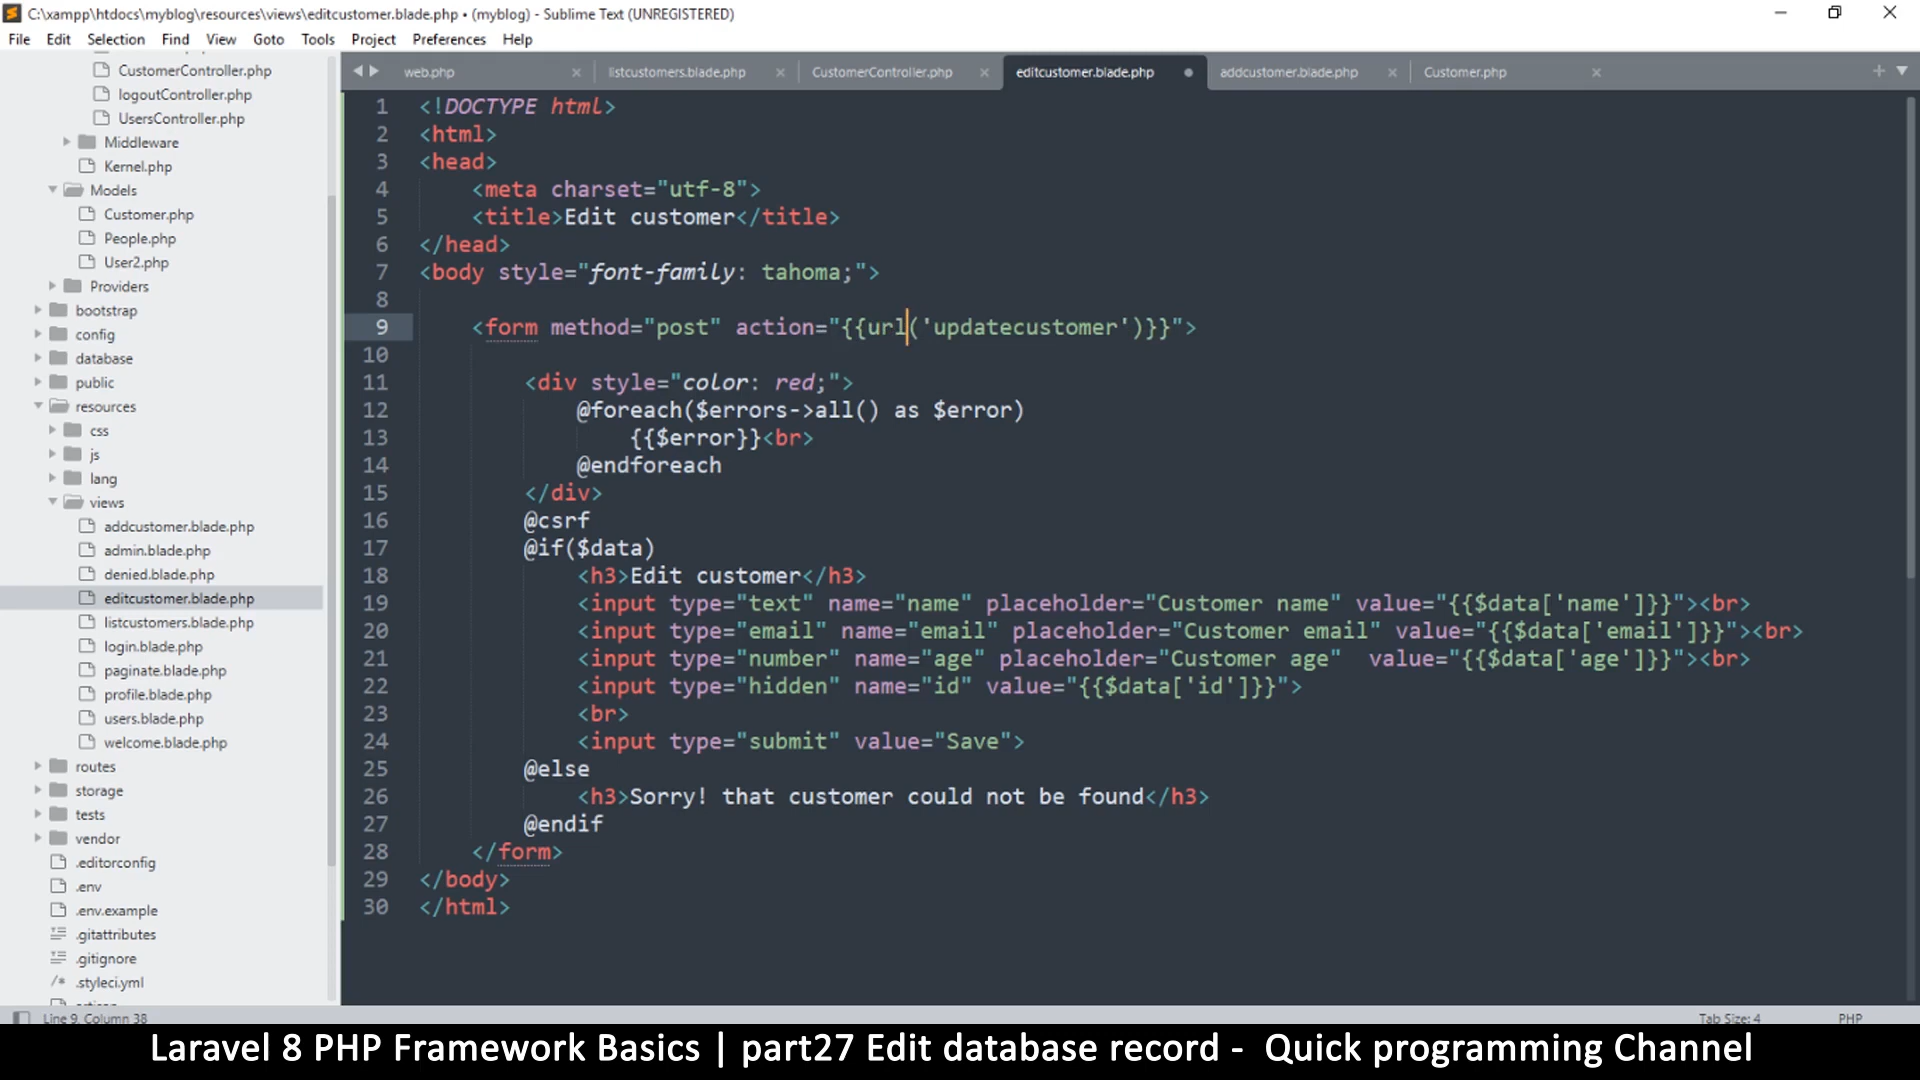 C:\xampp\htdocs\myblog\resources\views\editcustomer.blade.php • (myblog) - Sublime Text (UNREGISTERED)
File Edit Selection Find View Goto Tools Project Preferences Help
CustomerController.php
logoutController.php
UsersController.php
Middleware
Kernel.php
Models
Customer.php
People.php
User2.php
Providers
bootstrap
config
database
public
resources
css
js
lang
views
addcustomer.blade.php
admin.blade.php
denied.blade.php
editcustomer.blade.php
listcustomers.blade.php
login.blade.php
paginate.blade.php
profile.blade.php
users.blade.php
welcome.blade.php
routes
storage
tests
vendor
.editorconfig
.env
.env.example
.gitattributes
.gitignore
.styleci.yml
web.php listcustomers.blade.php CustomerController.php editcustomer.blade.php addcustomer.blade.php Customer.php
1 <!DOCTYPE html>
2 <html>
3 <head>
4 <meta charset="utf-8">
5 <title>Edit customer</title>
6 </head>
7 <body style="font-family: tahoma;">
8
9 <form method="post" action="{{url('updatecustomer')}}">
10
11 <div style="color: red;">
12 @foreach($errors->all() as $error)
13 {{$error}}<br>
14 @endforeach
15 </div>
16 @csrf
17 @if($data)
18 <h3>Edit customer</h3>
19 <input type="text" name="name" placeholder="Customer name" value="{{$data['name']}}"><br>
20 <input type="email" name="email" placeholder="Customer email" value="{{$data['email']}}"><br>
21 <input type="number" name="age" placeholder="Customer age"  value="{{$data['age']}}"><br>
22 <input type="hidden" name="id" value="{{$data['id']}}">
23 <br>
24 <input type="submit" value="Save">
25 @else
26 <h3>Sorry! that customer could not be found</h3>
27 @endif
28 </form>
29 </body>
30 </html>
Line 9, Column 38 Tab Size: 4 PHP
Laravel 8 PHP Framework Basics | part27 Edit database record - Quick programming Channel